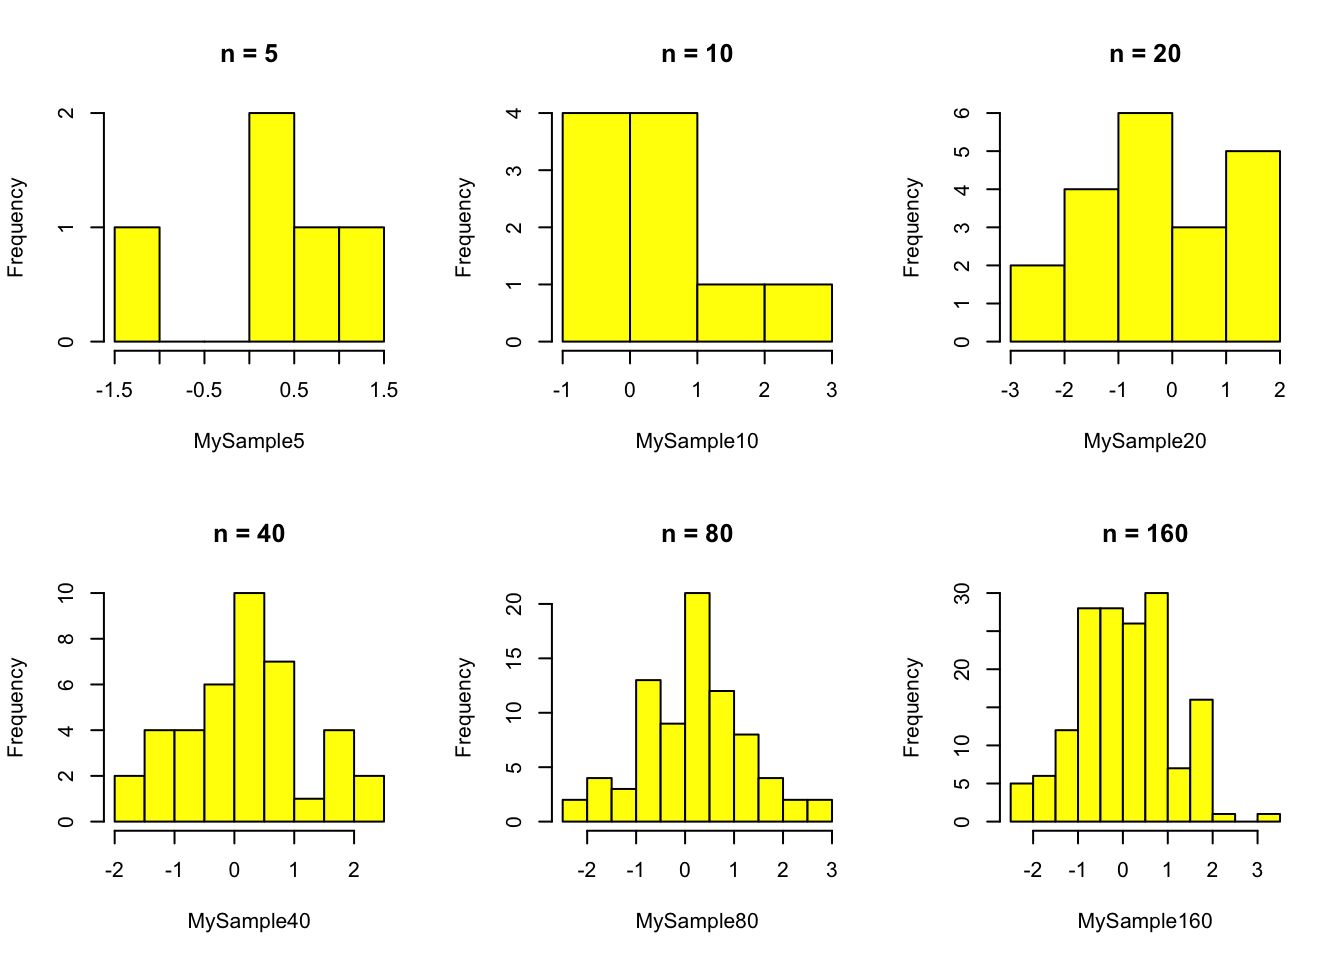 n = 5
2
1
0
Frequency
-1.5 -0.5 0.5 1.5
MySample5
n = 10
4
3
2
1
0
Frequency
-1 0 1 2 3
MySample10
n = 20
6
5
4
3
2
1
0
Frequency
-3 -2 -1 0 1 2
MySample20
n = 40
10
8
6
4
2
0
Frequency
-2 -1 0 1 2
MySample40
n = 80
20
15
10
5
0
Frequency
-2 -1 0 1 2 3
MySample80
n = 160
30
20
10
5
0
Frequency
-2 -1 0 1 2 3
MySample160